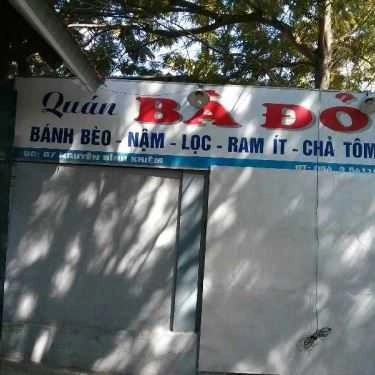 Quán BÀ ĐỎ
BÁNH BÈO - NẬM - LỌC - RAM ÍT - CHẢ TÔM
NGUYỄN BỈNH KHIÊM